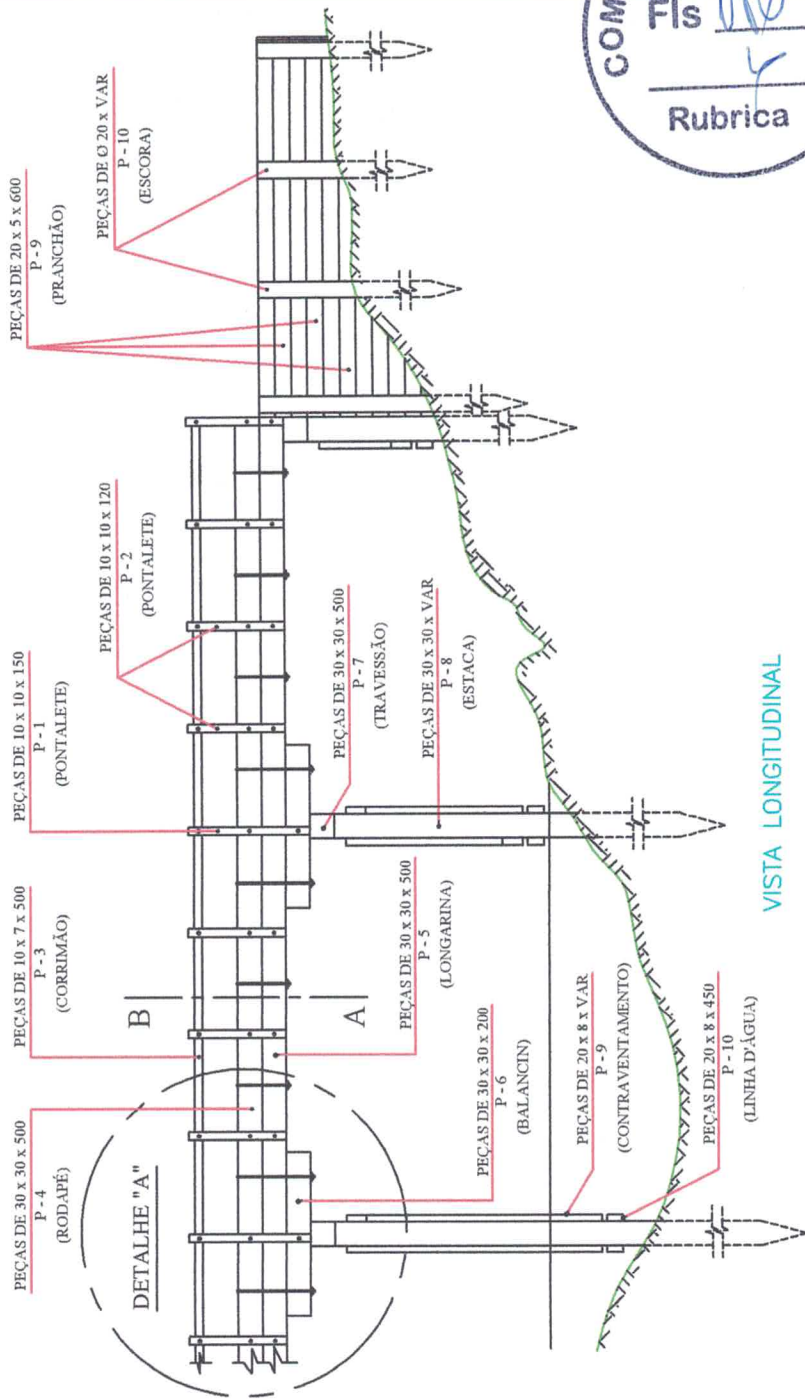 PEÇAS DE 30 x 30 x 500
P - 4
(RODAPÉ)
PEÇAS DE 10 x 7 x 500
P - 3
(CORRIMÃO)
PEÇAS DE 10 x 10 x 150
P - 1
(PONTALETE)
PEÇAS DE 10 x 10 x 120
P - 2
(PONTALETE)
PEÇAS DE 20 x 5 x 600
P - 9
(PRANCHÃO)
PEÇAS DE Ø 20 x VAR
P - 10
(ESCORA)
DETALHE "A"
B
A
PEÇAS DE 30 x 30 x 200
P - 6
(BALANCIN)
PEÇAS DE 30 x 30 x 500
P - 5
(LONGARINA)
PEÇAS DE 30 x 30 x 500
P - 7
(TRAVESSÃO)
PEÇAS DE 30 x 30 x VAR
P - 8
(ESTACA)
PEÇAS DE 20 x 8 x VAR
P - 9
(CONTRAVENTAMENTO)
PEÇAS DE 20 x 8 x 450
P - 10
(LINHA D'ÁGUA)
VISTA LONGITUDINAL
COM
Fls
Rubrica